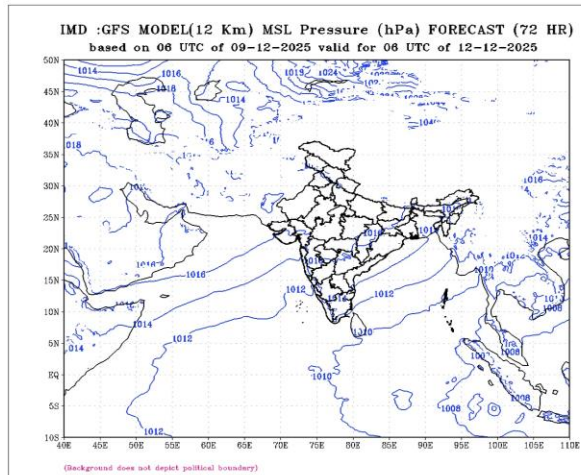 IMD :GFS MODEL(12 Km) MSL Pressure (hPa) FORECAST (72 HR)
based on 06 UTC of 09-12-2025 valid for 06 UTC of 12-12-2025
50N
1014
1016
1019
1024
45N
1014
40N
1018
35N
30N
1016
25N
1014
20N
1016
1016
15N
1012
1012
10N
1014
1010
5N
1012
1008
EQ
1010
5S
1008
1008
1012
10S
40E 45E 50E 55E 60E 65E 70E 75E 80E 85E 90E 95E 100E 105E 110E
(Background does not depict political boundary)